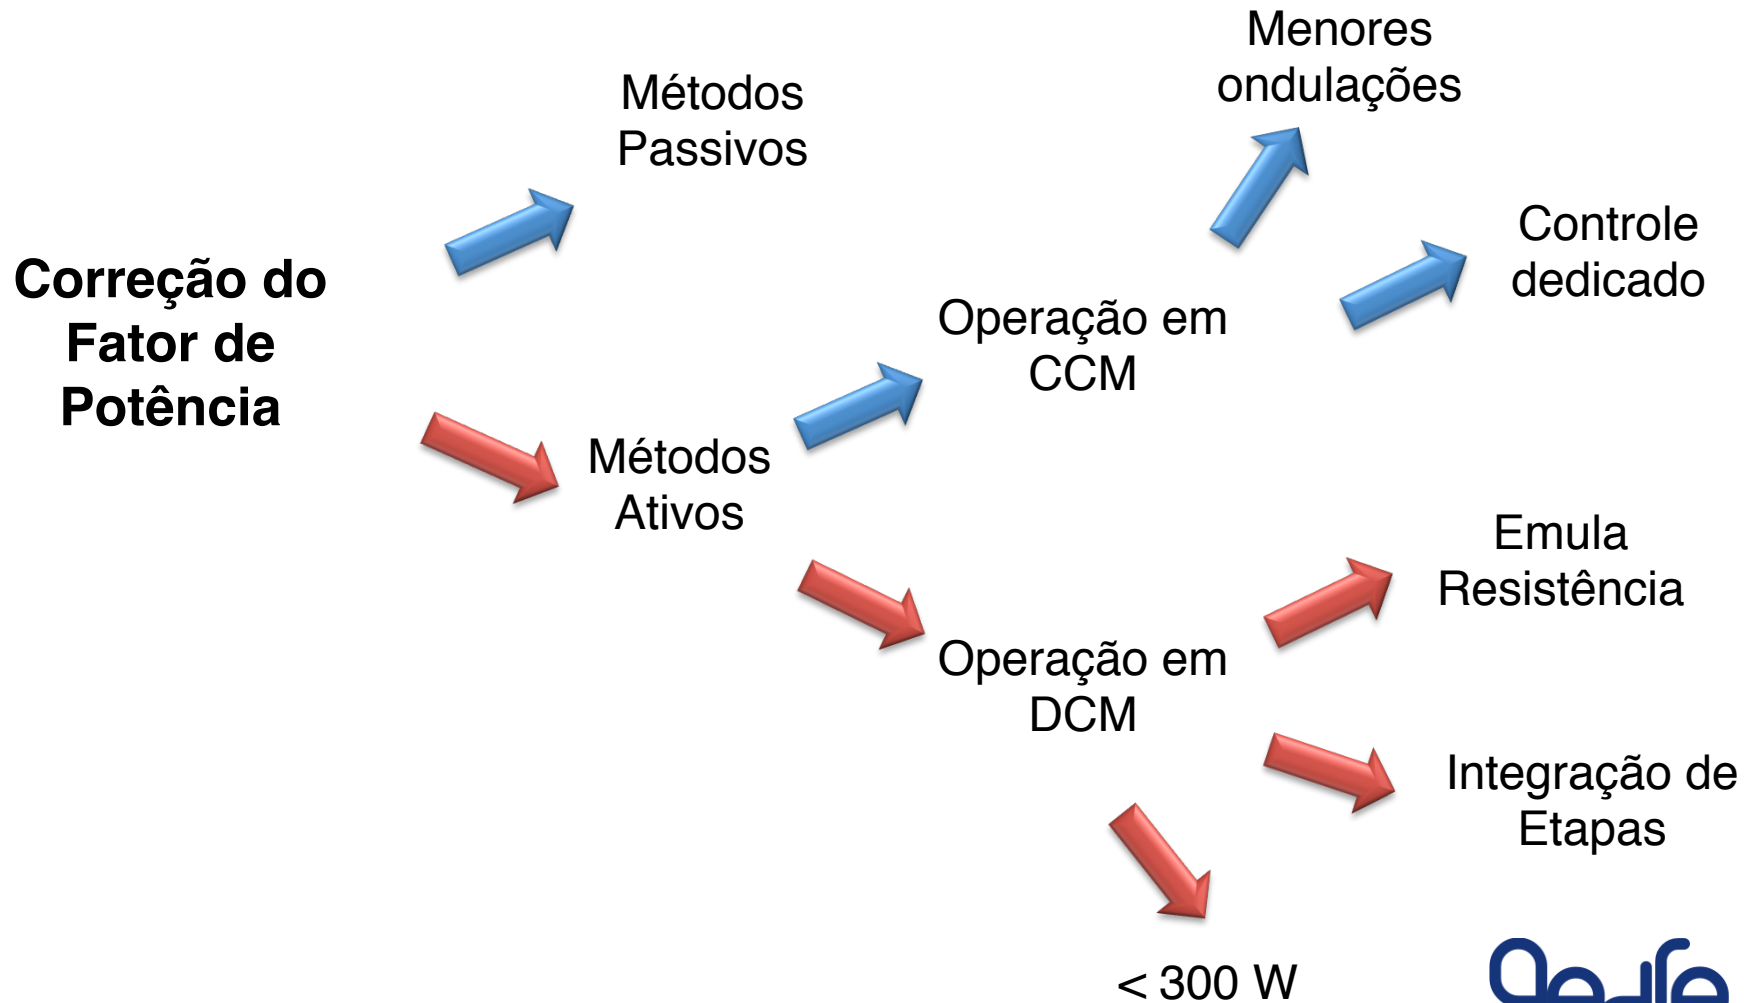 Correção do
Fator de
Potência
Métodos
Passivos
Métodos
Ativos
Operação em
CCM
Menores
ondulações
Controle
dedicado
Operação em
DCM
Emula
Resistência
Integração de
Etapas
< 300 W